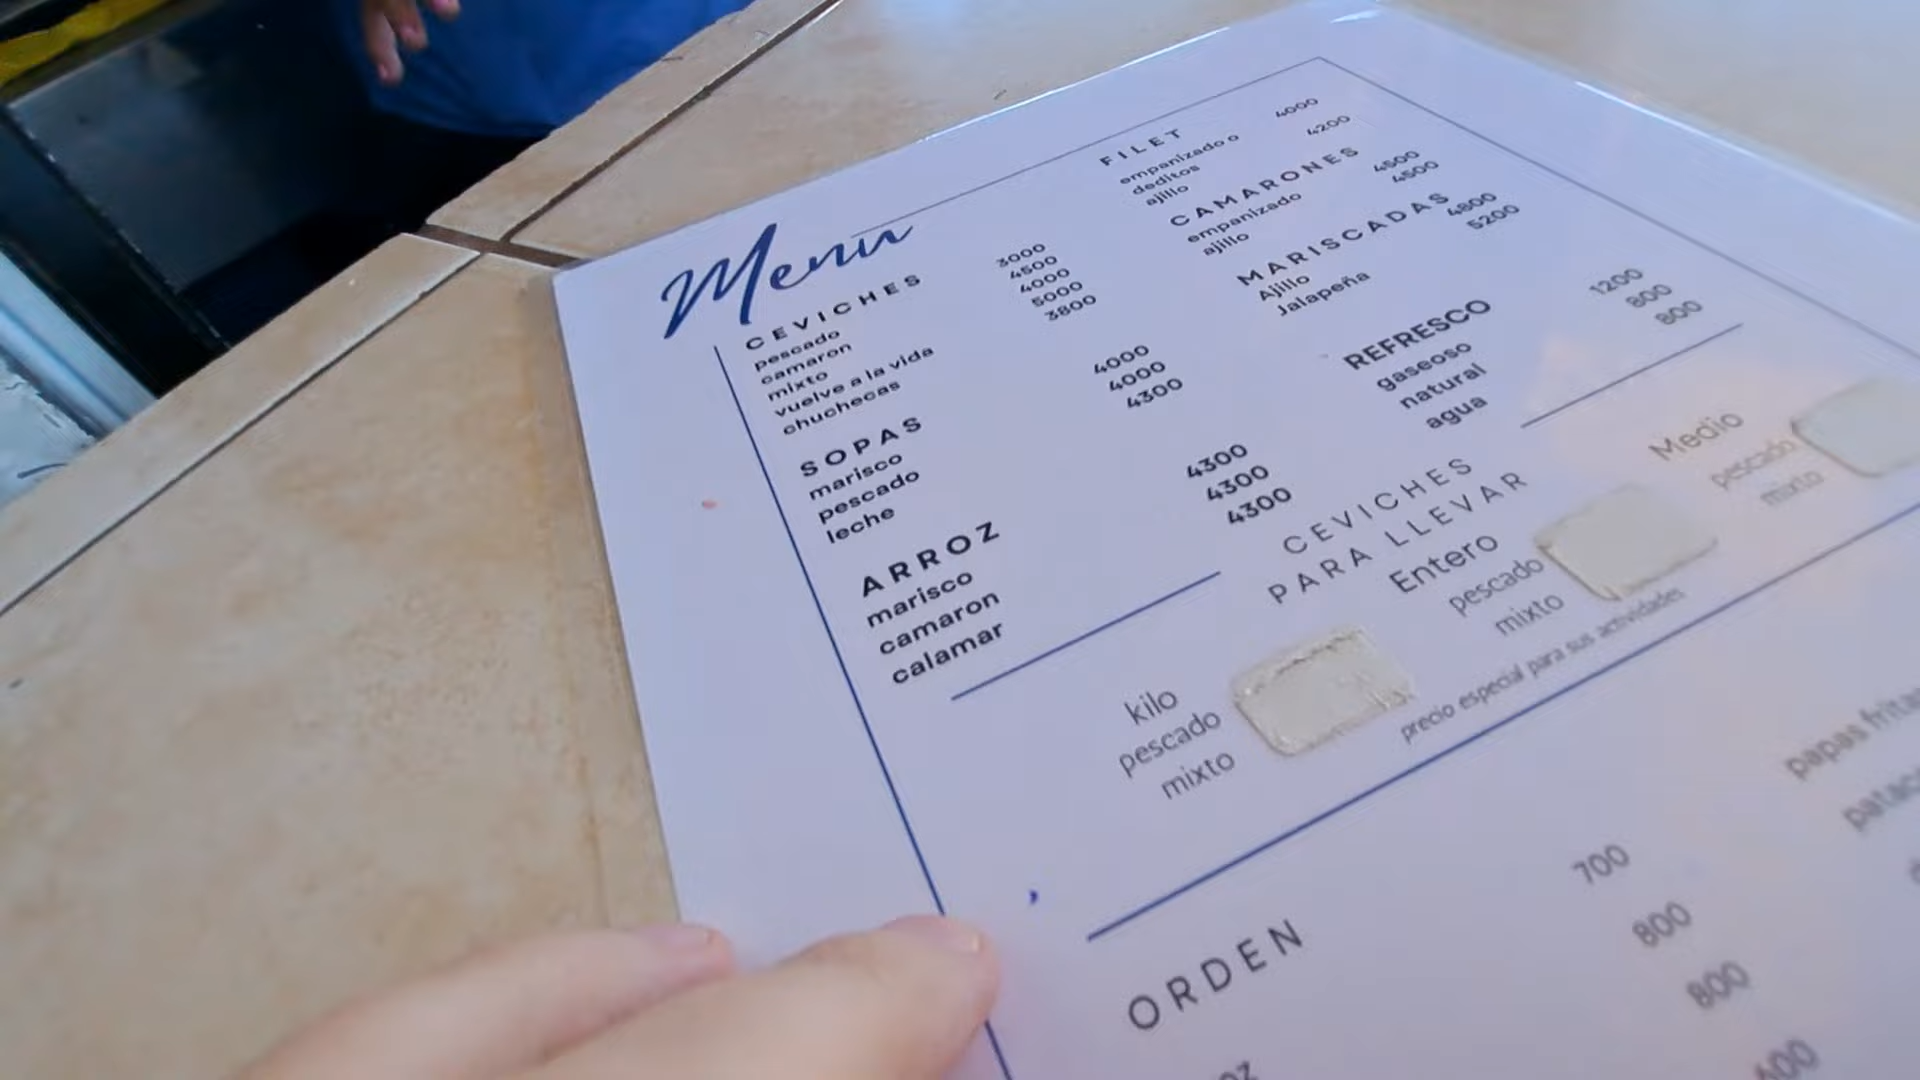 Menu
CEVICHES
pescado 3000
camaron 4500
mixto 4000
vuelve a la vida 5000
chuchecas 3800
SOPAS
marisco 4000
pescado 4000
leche 4300
ARROZ
marisco 4300
camaron 4300
calamar 4300
FILET
empanizado o 4000
deditos
ajillo 4200
CAMARONES
empanizado 4500
ajillo 4500
MARISCADAS
Ajillo 4800
Jalapeña 5200
REFRESCO
gaseoso 1200
natural 800
agua 800
CEVICHES
PARA LLEVAR
kilo
pescado
mixto
Entero
pescado
mixto
Medio
pescado
mixto
precio especial para sus actividades
ORDEN
700
800
800
600
papas fritas